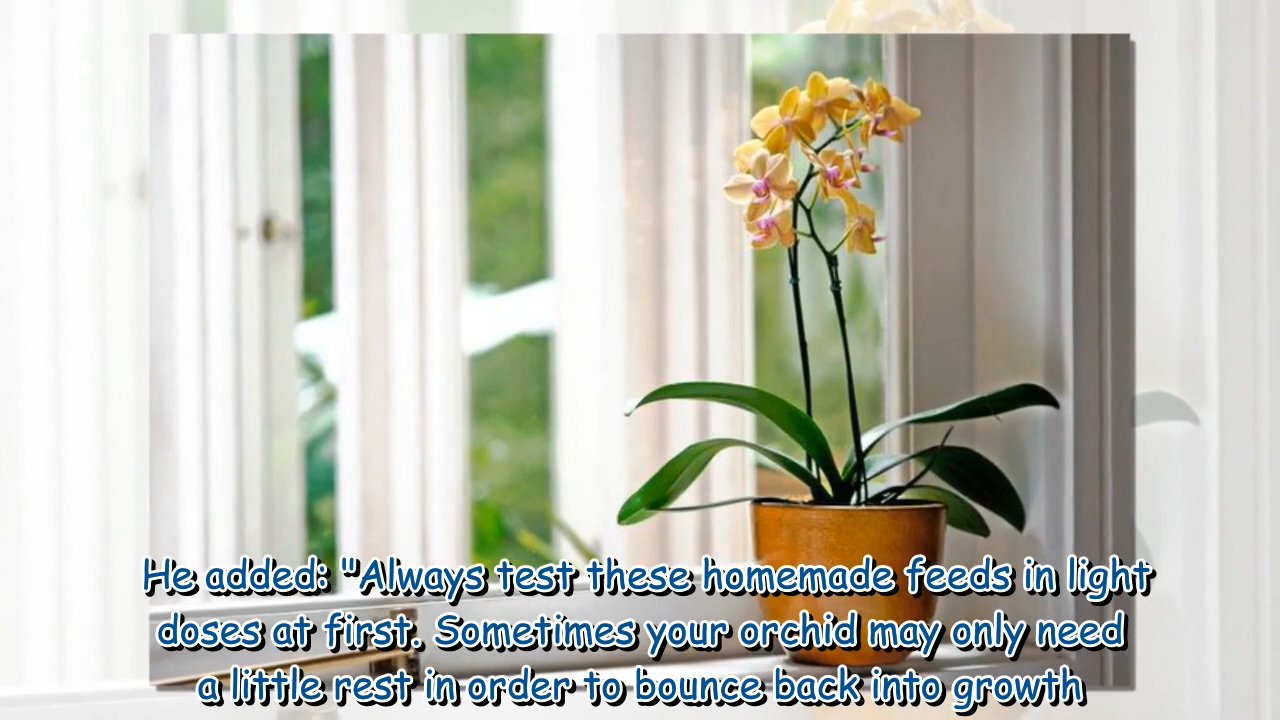 He added: "Always test these homemade feeds in light
doses at first. Sometimes your orchid may only need
a little rest in order to bounce back into growth